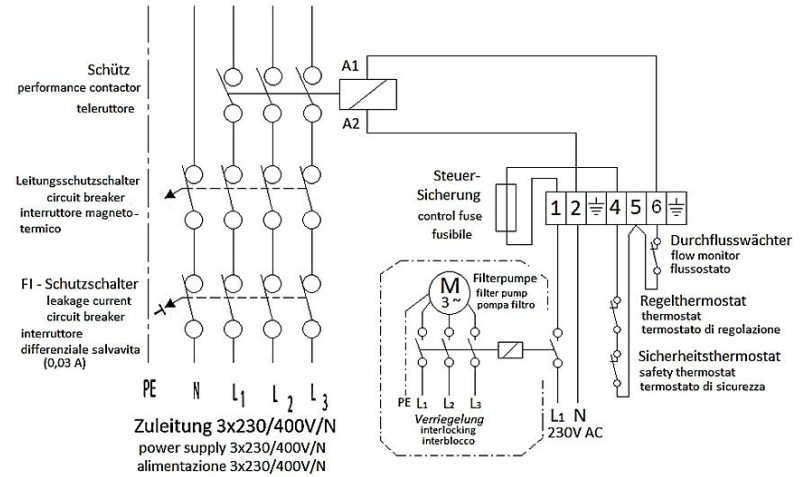 Schütz
performance contactor
teleruttore
A1
A2
Leitungsschutzschalter
circuit breaker
interruttore magneto-
termico
Steuer-
Sicherung
control fuse
fusibile
1 2 4 5 6
Durchflusswächter
flow monitor
flussostato
FI - Schutzschalter
leakage current
circuit breaker
interruttore
differenziale salvavita
(0,03 A)
M
3 ~
Filterpumpe
filter pump
pompa filtro
Regelthermostat
thermostat
termostato di regolazione
Sicherheitsthermostat
safety thermostat
termostato di sicurezza
PE N L1 L2 L3
PE L1 L2 L3
Verriegelung
interlocking
interblocco
L1 N
230V AC
Zuleitung 3x230/400V/N
power supply 3x230/400V/N
alimentazione 3x230/400V/N